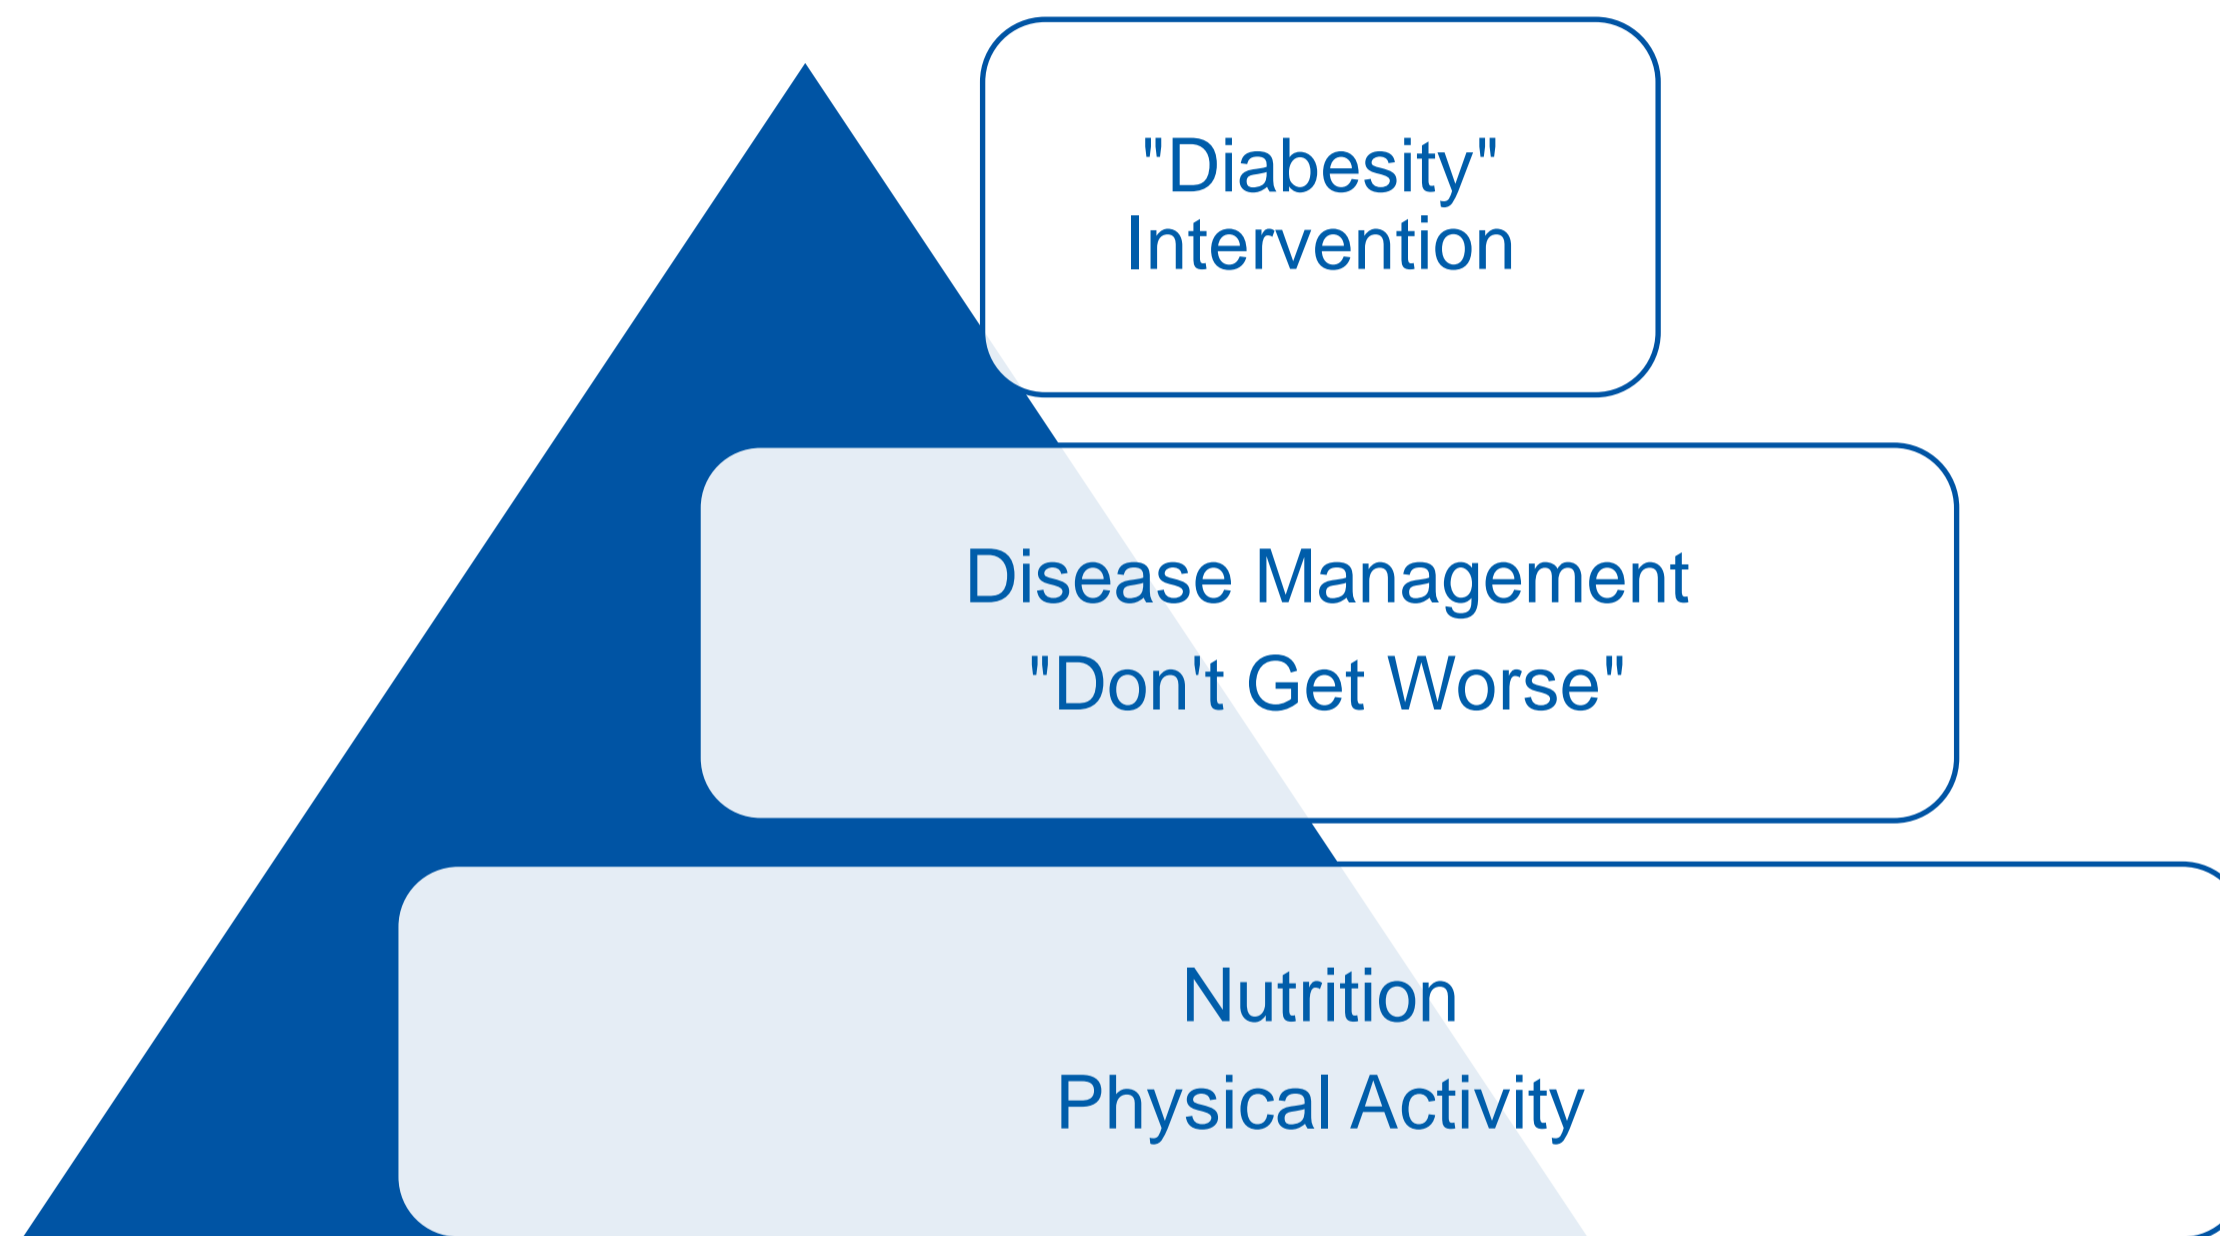 "Diabesity"
Intervention
Disease Management
"Don't Get Worse"
Nutrition
Physical Activity